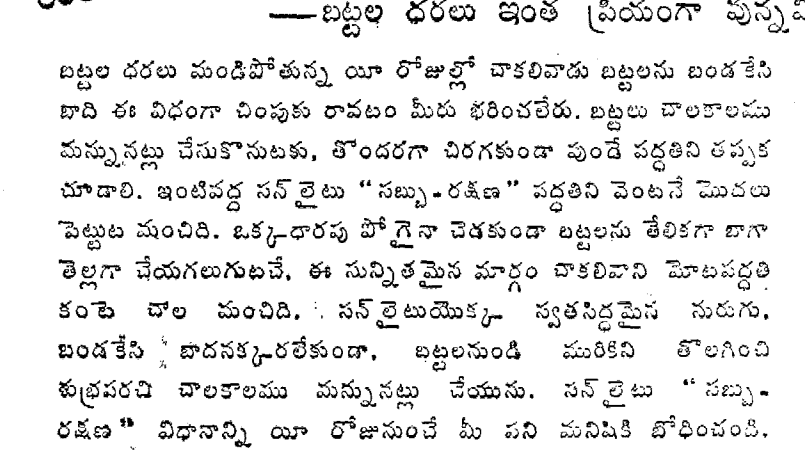 —బట్టల ధరలు ఇంత ప్రియంగా వున్న
బట్టల ధరలు మండిపోతున్న యీ రోజుల్లో చాకలివాడు బట్టలను బండకేసి
బాది ఈ విధంగా చింపుకు రావటం మీరు భరించలేరు. బట్టలు చాలకాలము
మన్నునట్లు చేసుకొనుటకు, తొందరగా చిరగకుండా వుండే పద్ధతిని తప్పక
చూడాలి. ఇంటివద్ద సన్ లైటు “సబ్బు-రక్షణ” పద్ధతిని వెంటనే మొదలు
పెట్టుట మంచిది. ఒక్కధారపు పోగైనా చెడకుండా బట్టలను తేలికగా బాగా
తెల్లగా చేయగలుగుటచే, ఈ సున్నితమైన మార్గం చాకలివాని మోటపద్ధతి
కంటె చాల మంచిది. సన్ లైటుయొక్క స్వతసిద్ధమైన నురుగు,
బండకేసి బాదనక్కరలేకుండా, బట్టలనుండి మురికిని తొలగించి
శుభ్రపరచి చాలకాలము మన్నునట్లు చేయును. సన్ లైటు “సబ్బు-
రక్షణ” విధానాన్ని యీ రోజునుంచే మీ పని మనిషికి బోధించండి.